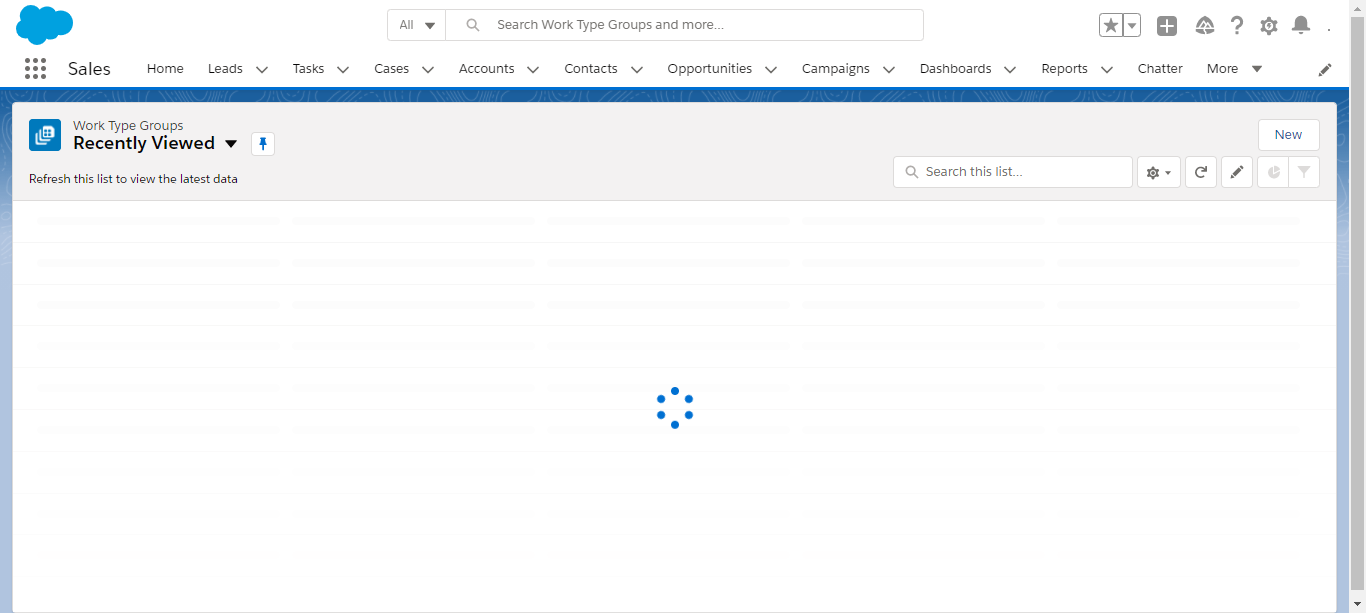 All
Search Work Type Groups and more...
Sales
Home
Leads
Tasks
Cases
Accounts
Contacts
Opportunities
Campaigns
Dashboards
Reports
Chatter
More
Work Type Groups
Recently Viewed
New
Refresh this list to view the latest data
Search this list...